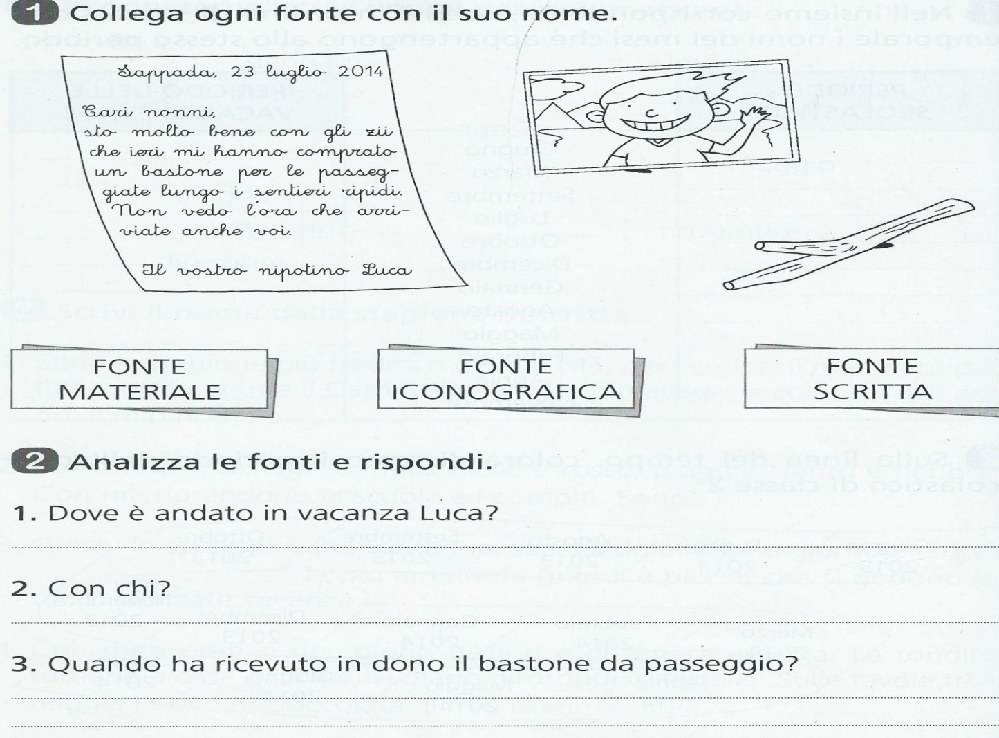 1 Collega ogni fonte con il suo nome.
Sappada, 23 luglio 2014
Cari nonni,
sto molto bene con gli zii
che ieri mi hanno comprato
un bastone per le passeg-
giate lungo i sentieri ripidi.
Non vedo l'ora che arri-
viate anche voi.
Il vostro nipotino Luca
FONTE
MATERIALE
FONTE
ICONOGRAFICA
FONTE
SCRITTA
2 Analizza le fonti e rispondi.
1. Dove è andato in vacanza Luca?
2. Con chi?
3. Quando ha ricevuto in dono il bastone da passeggio?